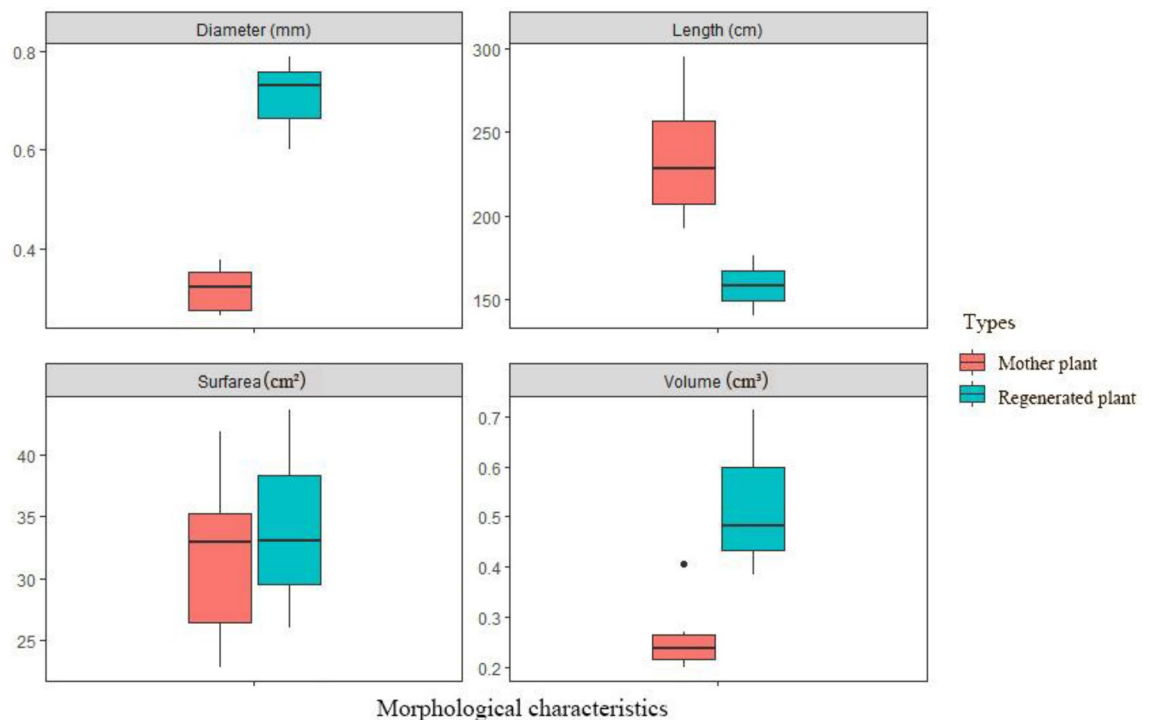 Diameter (mm)
0.8
0.6
0.4
Length (cm)
300
250
200
150
Surfarea (cm²)
40
35
30
25
Volume (cm³)
0.7
0.6
0.5
0.4
0.3
0.2
Types
Mother plant
Regenerated plant
Morphological characteristics